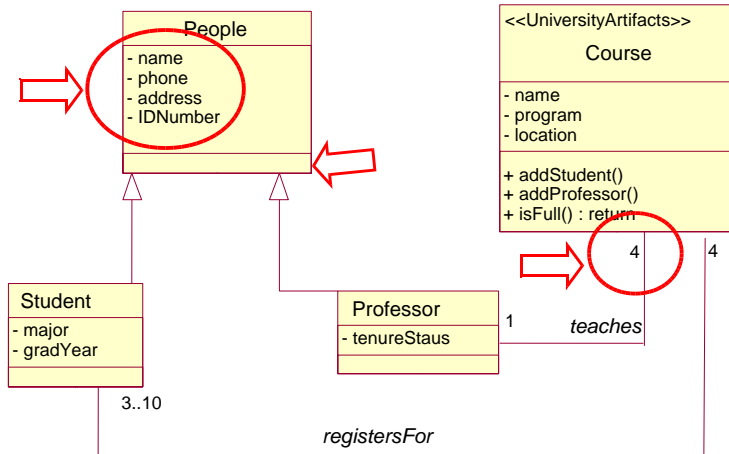 People
- name
- phone
- address
- IDNumber
<<UniversityArtifacts>>
Course
- name
- program
- location
+ addStudent()
+ addProfessor()
+ isFull() : return
4
4
Student
- major
- gradYear
3..10
Professor
- tenureStaus
1
teaches
registersFor